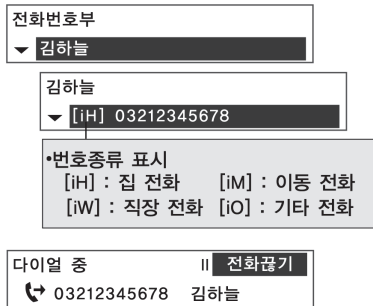 전화번호부
김하늘
김하늘
[iH] 03212345678
•번호종류 표시
[iH] : 집 전화 [iM] : 이동 전화
[iW] : 직장 전화 [iO] : 기타 전화
다이얼 중 II 전화끊기
03212345678 김하늘